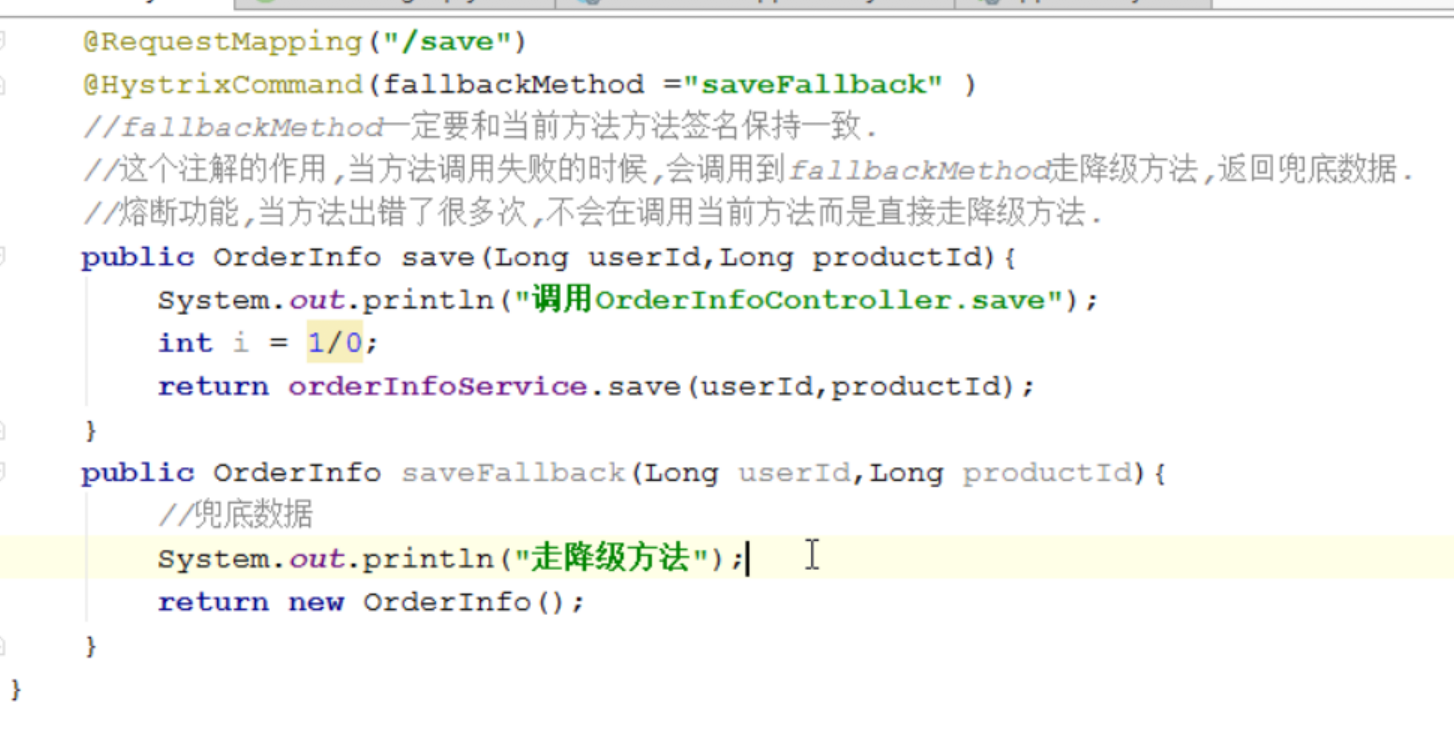 @RequestMapping("/save")
@HystrixCommand(fallbackMethod ="saveFallback" )
//fallbackMethod一定要和当前方法方法签名保持一致.
//这个注解的作用,当方法调用失败的时候,会调用到fallbackMethod走降级方法,返回兜底数据.
//熔断功能,当方法出错了很多次,不会在调用当前方法而是直接走降级方法.
public OrderInfo save(Long userId,Long productId){
System.out.println("调用OrderInfoController.save");
int i = 1/0;
return orderInfoService.save(userId,productId);
}
public OrderInfo saveFallback(Long userId,Long productId){
//兜底数据
System.out.println("走降级方法");
return new OrderInfo();
}
}